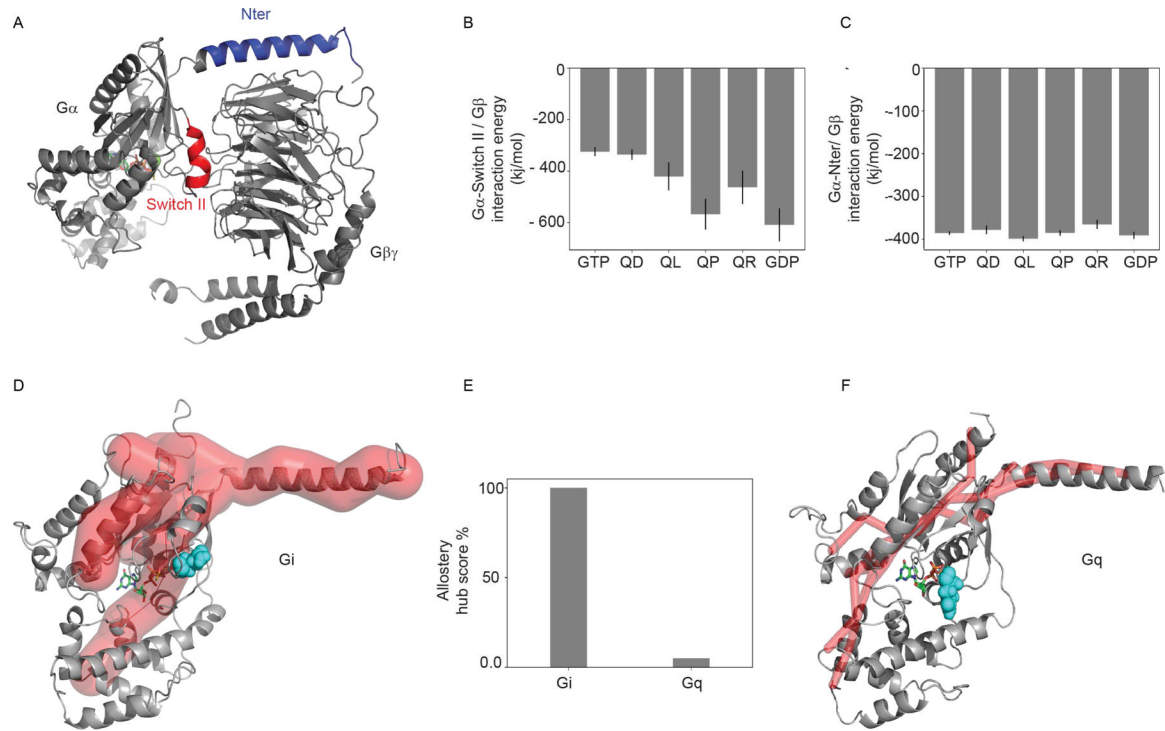 A
Nter
Gα
Switch II
Gβγ
B
Gα-Switch II / Gβ
interaction energy
(kj/mol)
0
-200
-400
- 600
GTP QD QL QP QR GDP
C
Gα-Nter/ Gβ
interaction energy
(kj/mol)
0
-100
-200
-300
-400
GTP QD QL QP QR GDP
D
Gi
E
Allostery
hub score %
100
50
0.0
Gi Gq
F
Gq